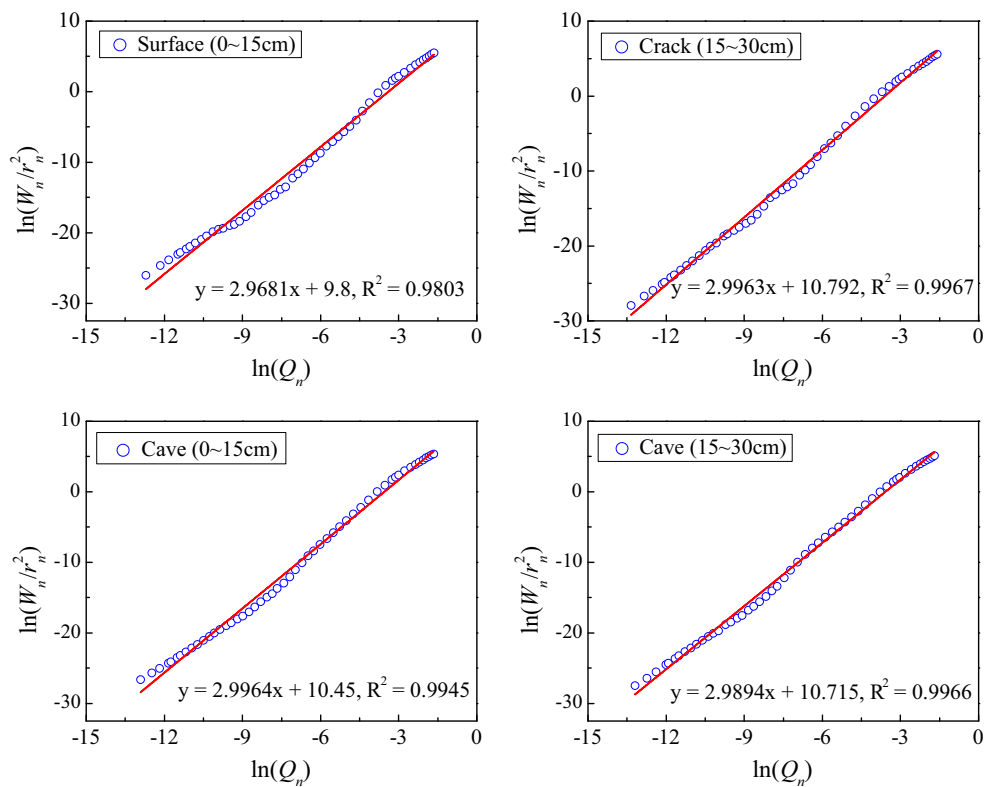 Surface (0~15cm)
10
0
-10
-20
-30
ln(Wₙ/rₙ²)
y = 2.9681x + 9.8, R² = 0.9803
-15
-12
-9
-6
-3
0
ln(Qₙ)
Crack (15~30cm)
10
0
-10
-20
-30
ln(Wₙ/rₙ²)
y = 2.9963x + 10.792, R² = 0.9967
-15
-12
-9
-6
-3
0
ln(Qₙ)
Cave (0~15cm)
10
0
-10
-20
-30
ln(Wₙ/rₙ²)
y = 2.9964x + 10.45, R² = 0.9945
-15
-12
-9
-6
-3
0
ln(Qₙ)
Cave (15~30cm)
10
0
-10
-20
-30
ln(Wₙ/rₙ²)
y = 2.9894x + 10.715, R² = 0.9966
-15
-12
-9
-6
-3
0
ln(Qₙ)